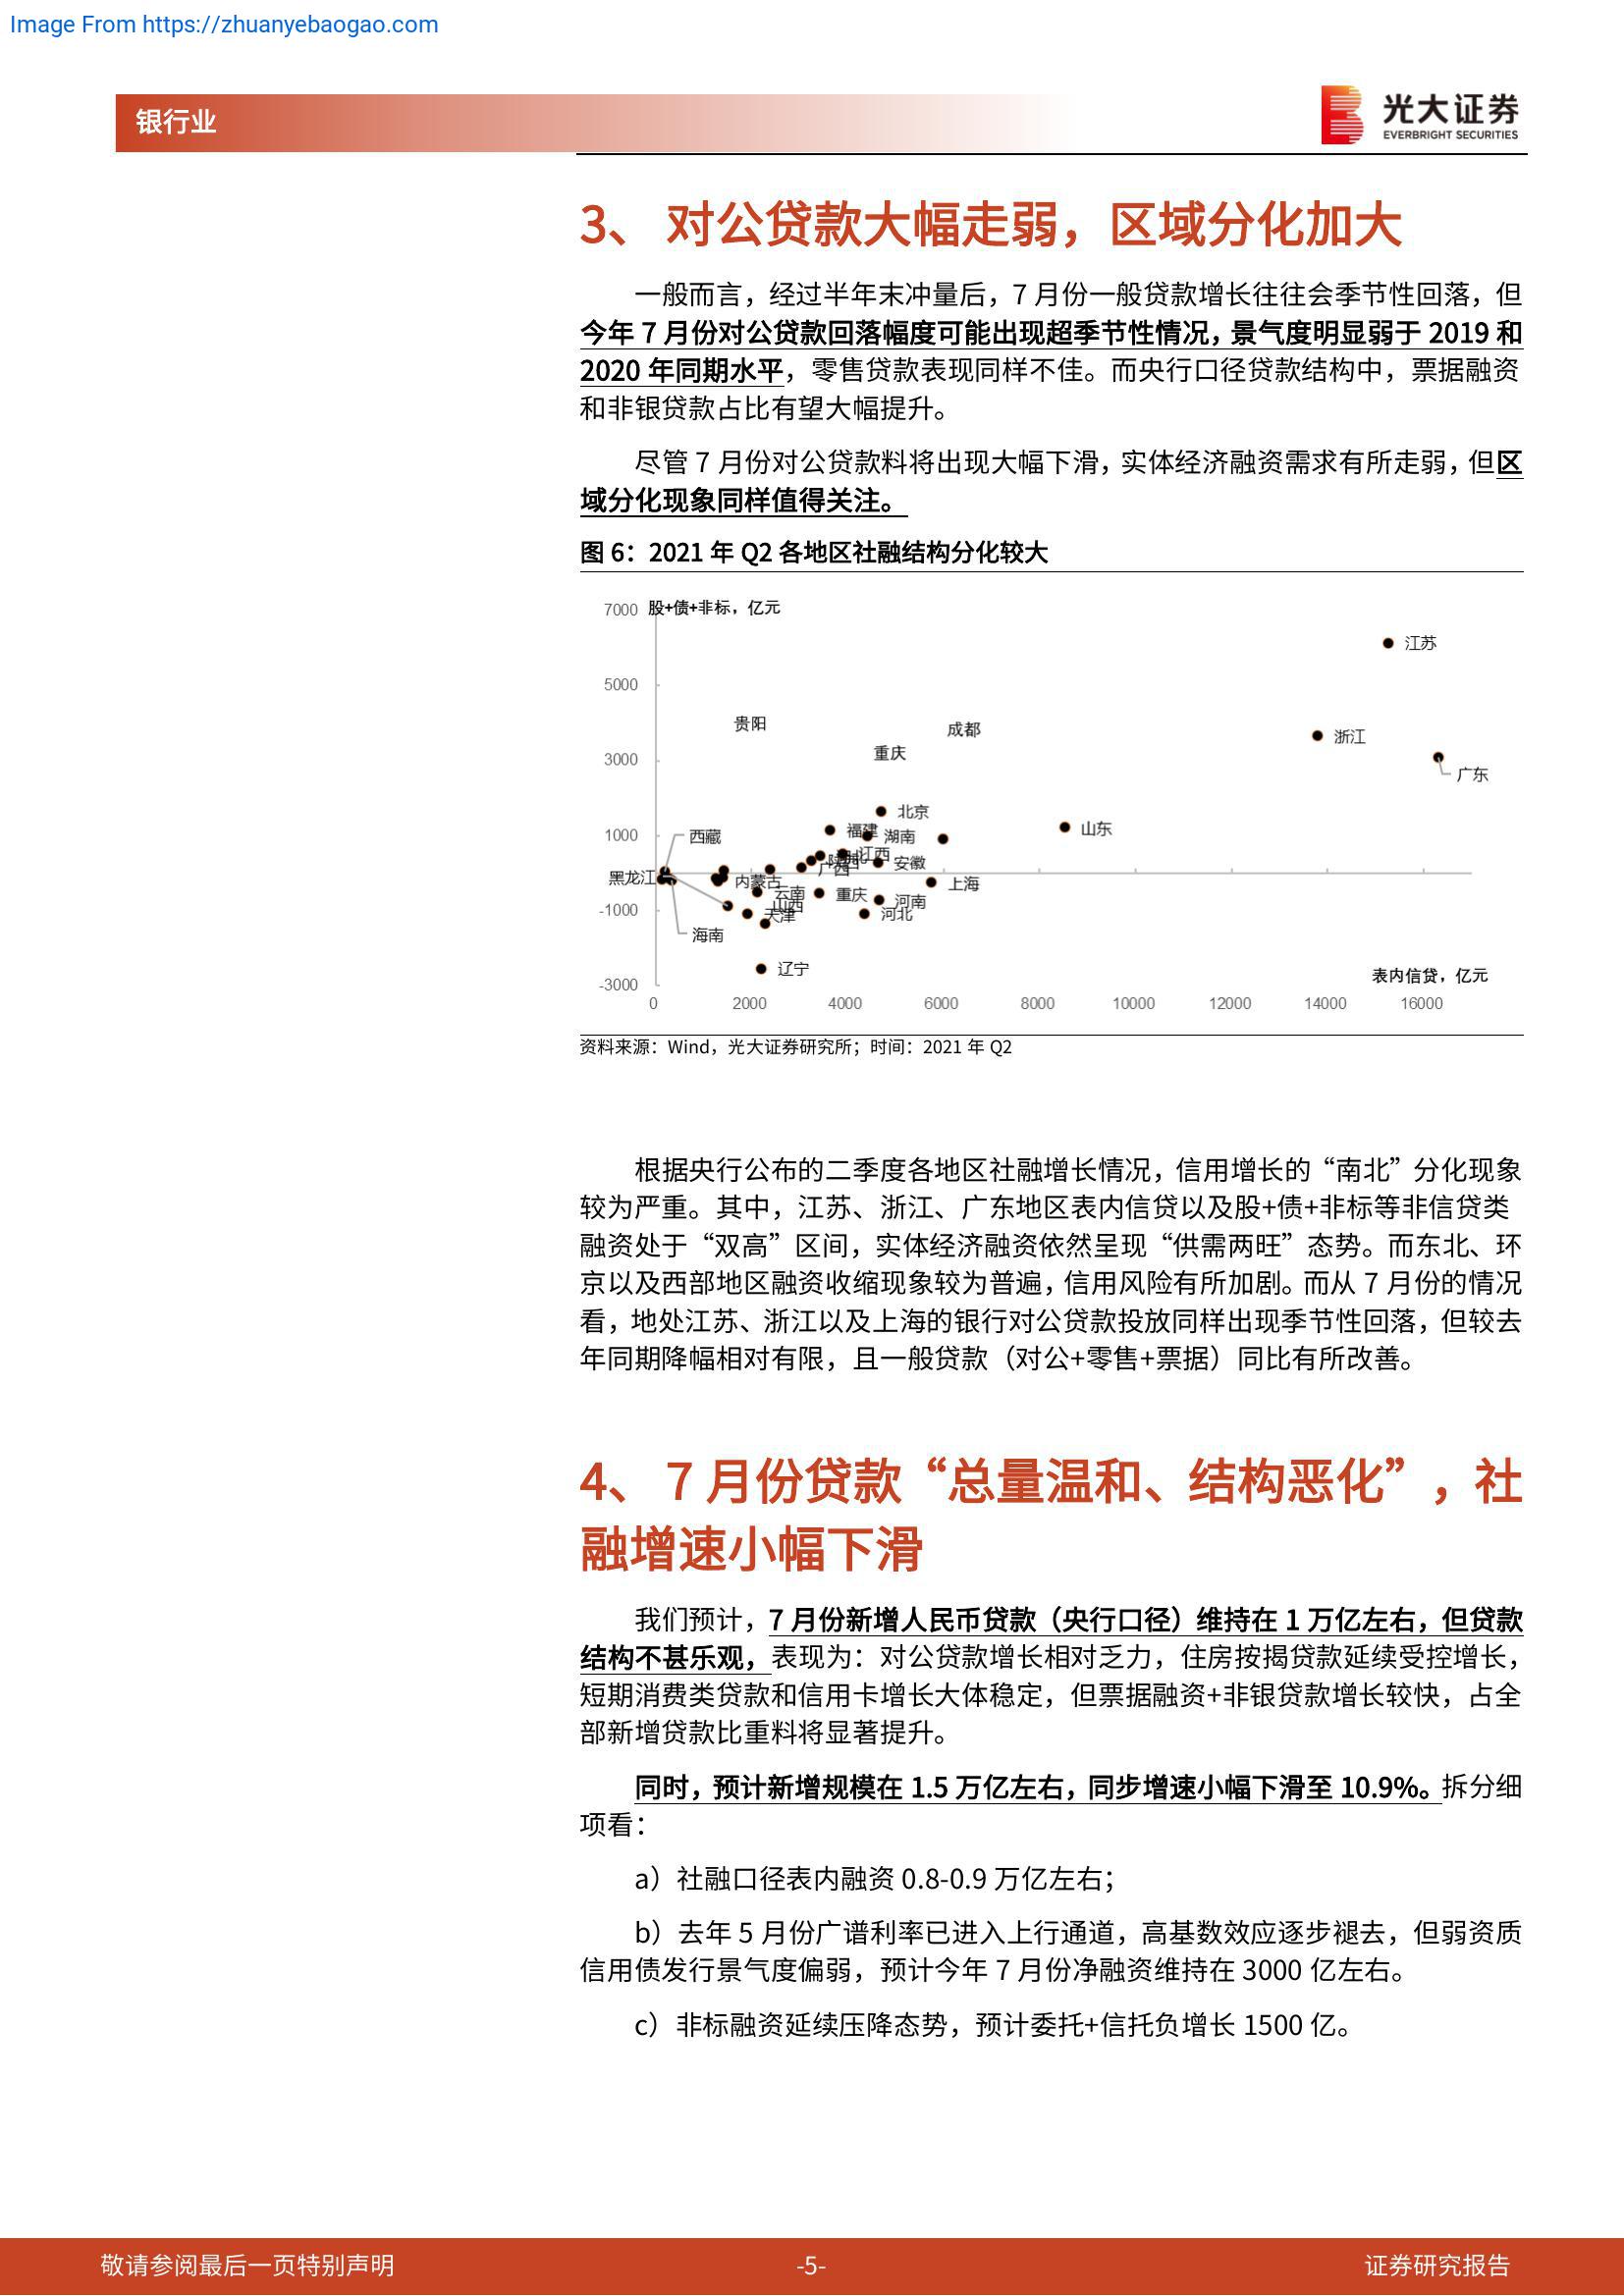 Image From https://zhuanyebaogao.com
银行业
光大证券
EVERBRIGHT SECURITIES
3、 对公贷款大幅走弱，区域分化加大
一般而言，经过半年末冲量后，7 月份一般贷款增长往往会季节性回落，但
今年 7 月份对公贷款回落幅度可能出现超季节性情况，景气度明显弱于 2019 和
2020 年同期水平，零售贷款表现同样不佳。而央行口径贷款结构中，票据融资
和非银贷款占比有望大幅提升。
尽管 7 月份对公贷款料将出现大幅下滑，实体经济融资需求有所走弱，但区
域分化现象同样值得关注。
图 6：2021 年 Q2 各地区社融结构分化较大
7000 股+债+非标，亿元
江苏
5000
贵阳
成都
浙江
重庆
3000
广东
北京
山东
福建
湖南
1000
西藏
江西
陕西
安徽
广西
黑龙江
内蒙古
上海
云南
重庆
河南
山西
-1000
天津
河北
海南
辽宁
表内信贷，亿元
-3000
0 2000 4000 6000 8000 10000 12000 14000 16000
资料来源：Wind，光大证券研究所；时间：2021 年 Q2
根据央行公布的二季度各地区社融增长情况，信用增长的“南北”分化现象
较为严重。其中，江苏、浙江、广东地区表内信贷以及股+债+非标等非信贷类
融资处于“双高”区间，实体经济融资依然呈现“供需两旺”态势。而东北、环
京以及西部地区融资收缩现象较为普遍，信用风险有所加剧。而从 7 月份的情况
看，地处江苏、浙江以及上海的银行对公贷款投放同样出现季节性回落，但较去
年同期降幅相对有限，且一般贷款（对公+零售+票据）同比有所改善。
4、 7 月份贷款“总量温和、结构恶化”，社
融增速小幅下滑
我们预计，7 月份新增人民币贷款（央行口径）维持在 1 万亿左右，但贷款
结构不甚乐观，表现为：对公贷款增长相对乏力，住房按揭贷款延续受控增长，
短期消费类贷款和信用卡增长大体稳定，但票据融资+非银贷款增长较快，占全
部新增贷款比重料将显著提升。
同时，预计新增规模在 1.5 万亿左右，同步增速小幅下滑至 10.9%。拆分细
项看：
a）社融口径表内融资 0.8-0.9 万亿左右；
b）去年 5 月份广谱利率已进入上行通道，高基数效应逐步褪去，但弱资质
信用债发行景气度偏弱，预计今年 7 月份净融资维持在 3000 亿左右。
c）非标融资延续压降态势，预计委托+信托负增长 1500 亿。
敬请参阅最后一页特别声明
-5-
证券研究报告